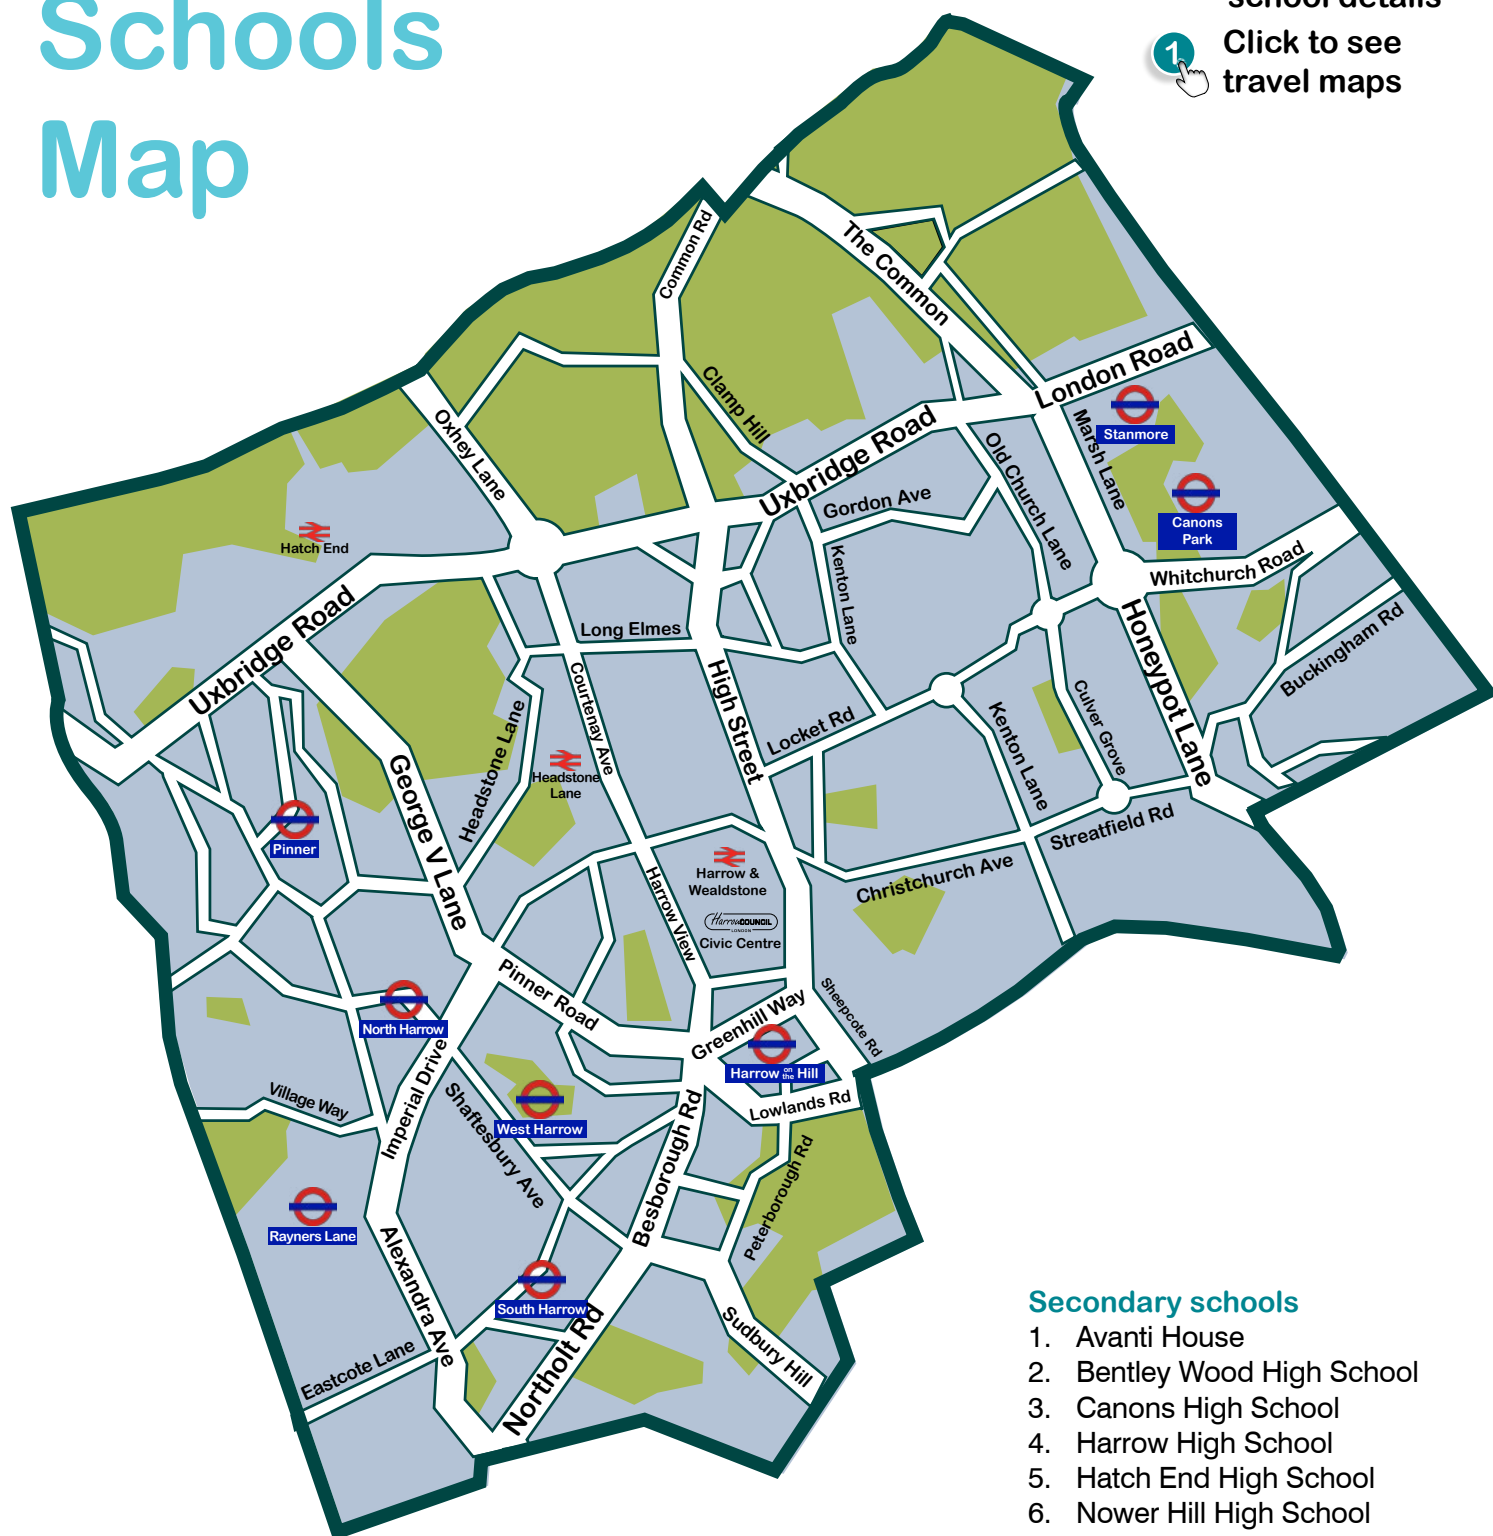 Schools
Map
school details
1
Click to see
travel maps
Common Rd
The Common
London Road
Clamp Hill
Oxhey Lane
Uxbridge Road
Stanmore
Marsh Lane
Old Church Lane
Gordon Ave
Canons
Park
Hatch End
Kenton Lane
Whitchurch Road
Uxbridge Road
Long Elmes
Honeypot Lane
Buckingham Rd
High Street
Courtenay Ave
Headstone Lane
Locket Rd
Kenton Lane
Culver Grove
George V Lane
Headstone
Lane
Pinner
Streatfield Rd
Christchurch Ave
Harrow &
Wealdstone
HarrowCOUNCIL
LONDON
Civic Centre
Harrow View
Pinner Road
North Harrow
Greenhill Way
Sheepcote Rd
Harrow on the Hill
Lowlands Rd
Village Way
Imperial Drive
Shaftesbury Ave
West Harrow
Besborough Rd
Peterborough Rd
Rayners Lane
Alexandra Ave
South Harrow
Northolt Rd
Sudbury Hill
Eastcote Lane
Secondary schools
1. Avanti House
2. Bentley Wood High School
3. Canons High School
4. Harrow High School
5. Hatch End High School
6. Nower Hill High School